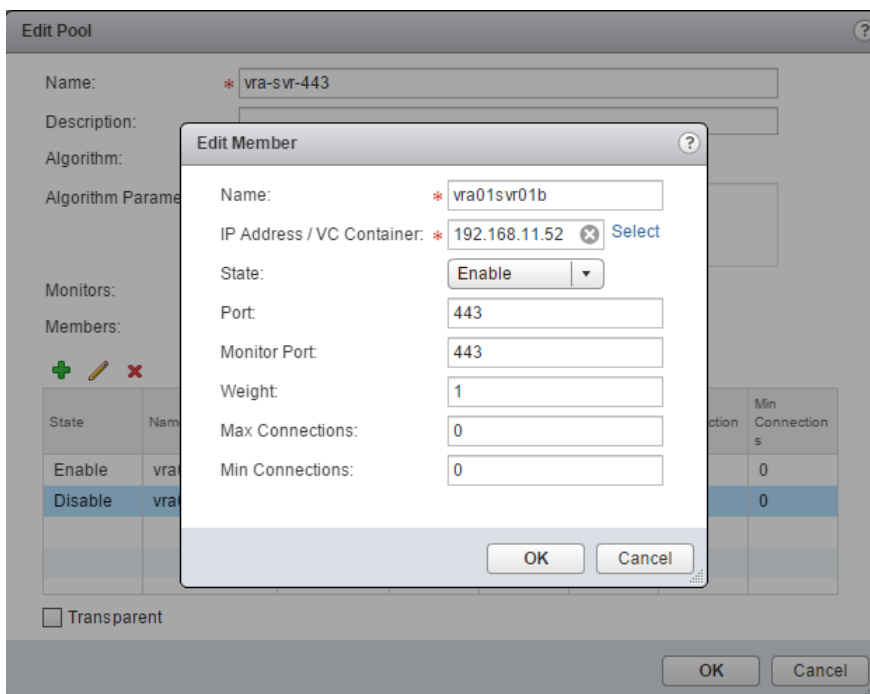 Edit Pool
?
Name: * vra-svr-443
Description:
Algorithm:
Algorithm Parame
Monitors:
Members:
Edit Member
?
Name: * vra01svr01b
IP Address / VC Container: * 192.168.11.52 Select
State: Enable
Port: 443
Monitor Port: 443
Weight: 1
Max Connections: 0
Min Connections: 0
OK Cancel
State Nam ction Min
Connection
s
Enable vra 0
Disable vra 0
Transparent
OK Cancel